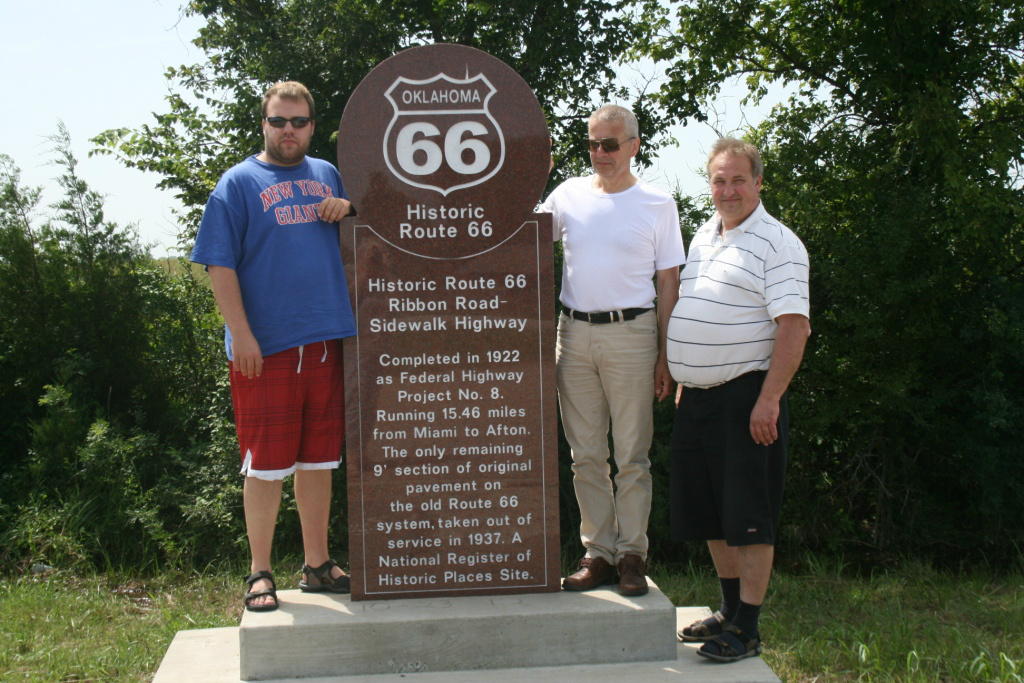 NEW YORK
GIANTS
OKLAHOMA
66
Historic
Route 66
Historic Route 66
Ribbon Road-
Sidewalk Highway
Completed in 1922
as Federal Highway
Project No. 8.
Running 15.46 miles
from Miami to Afton.
The only remaining
9' section of original
pavement on
the old Route 66
system, taken out of
service in 1937. A
National Register of
Historic Places Site.